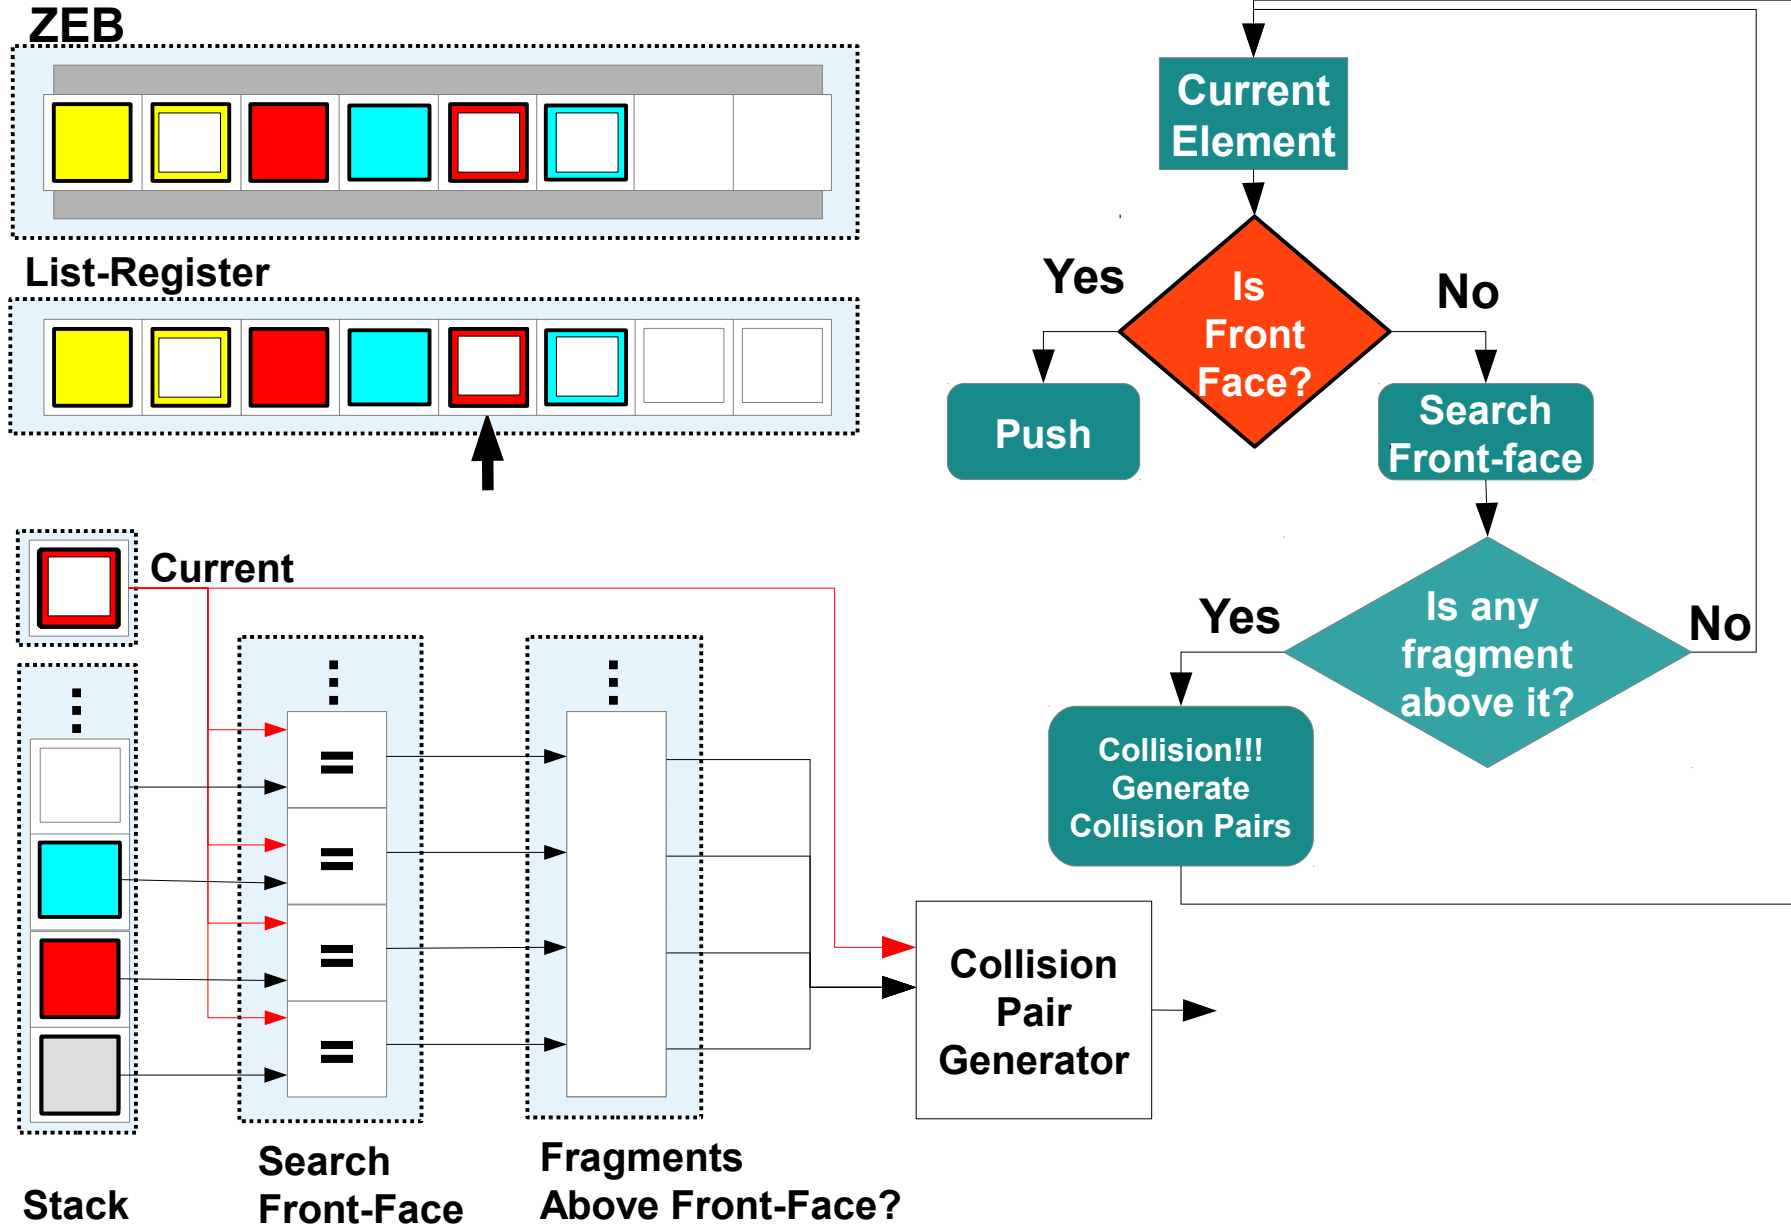 ZEB
List-Register
Current
Stack
Search
Front-Face
Fragments
Above Front-Face?
=
=
=
=
Collision
Pair
Generator
Current
Element
Is
Front
Face?
Yes
No
Push
Search
Front-face
Is any
fragment
above it?
Yes
No
Collision!!!
Generate
Collision Pairs